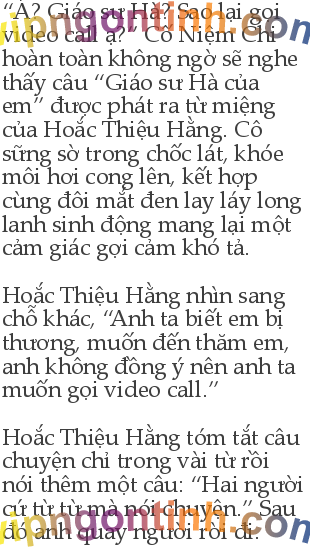 “À? Giáo sư Hà? Sao lại gọi
video call ạ?” Cố Niệm Chi
hoàn toàn không ngờ sẽ nghe
thấy câu “Giáo sư Hà của
em” được phát ra từ miệng
của Hoắc Thiệu Hằng. Cô
sững sờ trong chốc lát, khóe
môi hơi cong lên, kết hợp
cùng đôi mắt đen lay láy long
lanh sinh động mang lại một
cảm giác gợi cảm khó tả.
Hoắc Thiệu Hằng nhìn sang
chỗ khác, “Anh ta biết em bị
thương, muốn đến thăm em,
anh không đồng ý nên anh ta
muốn gọi video call.”
Hoắc Thiệu Hằng tóm tắt câu
chuyện chỉ trong vài từ rồi
nói thêm một câu: “Hai người
cứ từ từ mà nói chuyện.” Sau
đó anh quay người rời đi.
vipngontinh.com
vipngontinh.com